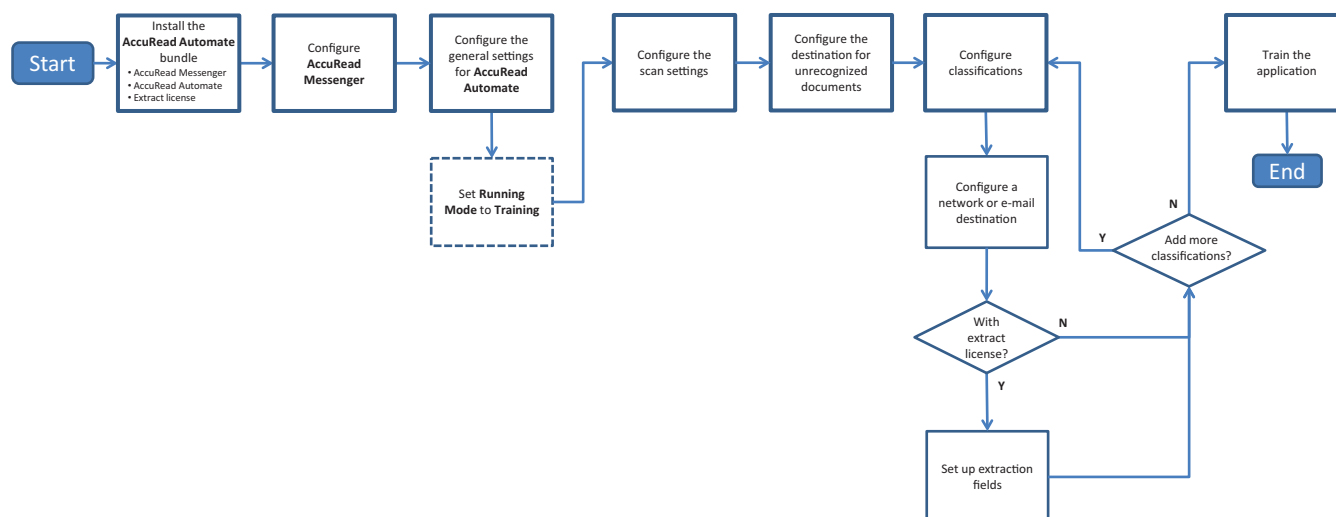 Start
Install the
AccuRead Automate
bundle
• AccuRead Messenger
• AccuRead Automate
• Extract license
Configure
AccuRead
Messenger
Configure the
general settings
for AccuRead
Automate
Set Running
Mode to Training
Configure the
scan settings
Configure the
destination for
unrecognized
documents
Configure
classifications
Configure a
network or e-mail
destination
With
extract
license?
N
Y
Set up extraction
fields
Add more
classifications?
Y
N
Train the
application
End